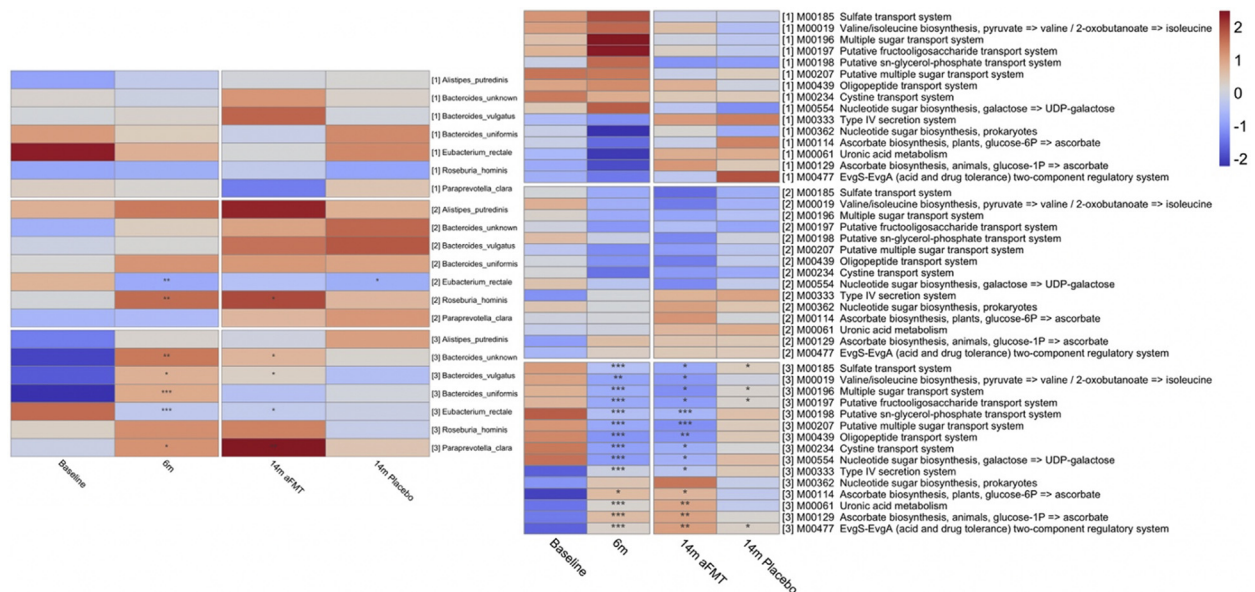 [1] Alistipes_putredinis
[1] Bacteroides_unknown
[1] Bacteroides_vulgatus
[1] Bacteroides_uniformis
[1] Eubacterium_rectale
[1] Roseburia_hominis
[1] Paraprevotella_clara
[2] Alistipes_putredinis
[2] Bacteroides_unknown
[2] Bacteroides_vulgatus
[2] Bacteroides_uniformis
** * [2] Eubacterium_rectale
** * [2] Roseburia_hominis
[2] Paraprevotella_clara
[3] Alistipes_putredinis
** * [3] Bacteroides_unknown
* * [3] Bacteroides_vulgatus
*** [3] Bacteroides_uniformis
*** * [3] Eubacterium_rectale
[3] Roseburia_hominis
* * [3] Paraprevotella_clara
Baseline
6m
14m aFMT
14m Placebo
[1] M00185 Sulfate transport system
[1] M00019 Valine/isoleucine biosynthesis, pyruvate => valine / 2-oxobutanoate => isoleucine
[1] M00196 Multiple sugar transport system
[1] M00197 Putative fructooligosaccharide transport system
[1] M00198 Putative sn-glycerol-phosphate transport system
[1] M00207 Putative multiple sugar transport system
[1] M00439 Oligopeptide transport system
[1] M00234 Cystine transport system
[1] M00554 Nucleotide sugar biosynthesis, galactose => UDP-galactose
[1] M00333 Type IV secretion system
[1] M00362 Nucleotide sugar biosynthesis, prokaryotes
[1] M00114 Ascorbate biosynthesis, plants, glucose-6P => ascorbate
[1] M00061 Uronic acid metabolism
[1] M00129 Ascorbate biosynthesis, animals, glucose-1P => ascorbate
[1] M00477 EvgS-EvgA (acid and drug tolerance) two-component regulatory system
[2] M00185 Sulfate transport system
[2] M00019 Valine/isoleucine biosynthesis, pyruvate => valine / 2-oxobutanoate => isoleucine
[2] M00196 Multiple sugar transport system
[2] M00197 Putative fructooligosaccharide transport system
[2] M00198 Putative sn-glycerol-phosphate transport system
[2] M00207 Putative multiple sugar transport system
[2] M00439 Oligopeptide transport system
[2] M00234 Cystine transport system
[2] M00554 Nucleotide sugar biosynthesis, galactose => UDP-galactose
[2] M00333 Type IV secretion system
[2] M00362 Nucleotide sugar biosynthesis, prokaryotes
[2] M00114 Ascorbate biosynthesis, plants, glucose-6P => ascorbate
[2] M00061 Uronic acid metabolism
[2] M00129 Ascorbate biosynthesis, animals, glucose-1P => ascorbate
[2] M00477 EvgS-EvgA (acid and drug tolerance) two-component regulatory system
*** * * [3] M00185 Sulfate transport system
** * [3] M00019 Valine/isoleucine biosynthesis, pyruvate => valine / 2-oxobutanoate => isoleucine
*** * * [3] M00196 Multiple sugar transport system
*** * * [3] M00197 Putative fructooligosaccharide transport system
*** *** [3] M00198 Putative sn-glycerol-phosphate transport system
*** *** [3] M00207 Putative multiple sugar transport system
*** ** [3] M00439 Oligopeptide transport system
*** * [3] M00234 Cystine transport system
*** * [3] M00554 Nucleotide sugar biosynthesis, galactose => UDP-galactose
*** * [3] M00333 Type IV secretion system
[3] M00362 Nucleotide sugar biosynthesis, prokaryotes
* * [3] M00114 Ascorbate biosynthesis, plants, glucose-6P => ascorbate
*** ** [3] M00061 Uronic acid metabolism
*** ** [3] M00129 Ascorbate biosynthesis, animals, glucose-1P => ascorbate
*** ** * [3] M00477 EvgS-EvgA (acid and drug tolerance) two-component regulatory system
Baseline
6m
14m aFMT
14m Placebo
2
1
0
-1
-2